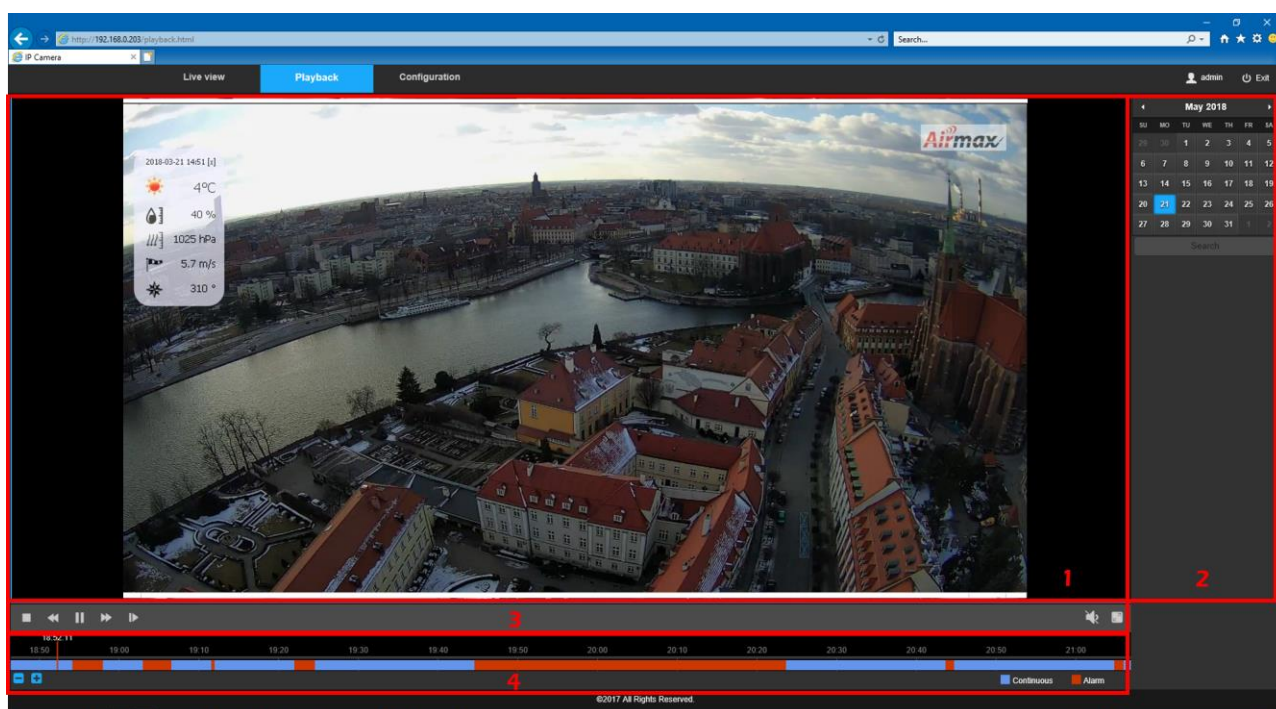 http://192.168.0.203/playback.html
Search...
IP Camera
Live view Playback Configuration admin Exit
May 2018
SU MO TU WE TH FR SA
29 30 1 2 3 4 5
6 7 8 9 10 11 12
13 14 15 16 17 18 19
20 21 22 23 24 25 26
27 28 29 30 31 1 2
Search
Airmax
2018-03-21 14:51 [z]
4°C
40 %
1025 hPa
5.7 m/s
310 °
1
2
3
18:52:11
18:50 19:00 19:10 19:20 19:30 19:40 19:50 20:00 20:10 20:20 20:30 20:40 20:50 21:00
4
Continuous Alarm
©2017 All Rights Reserved.